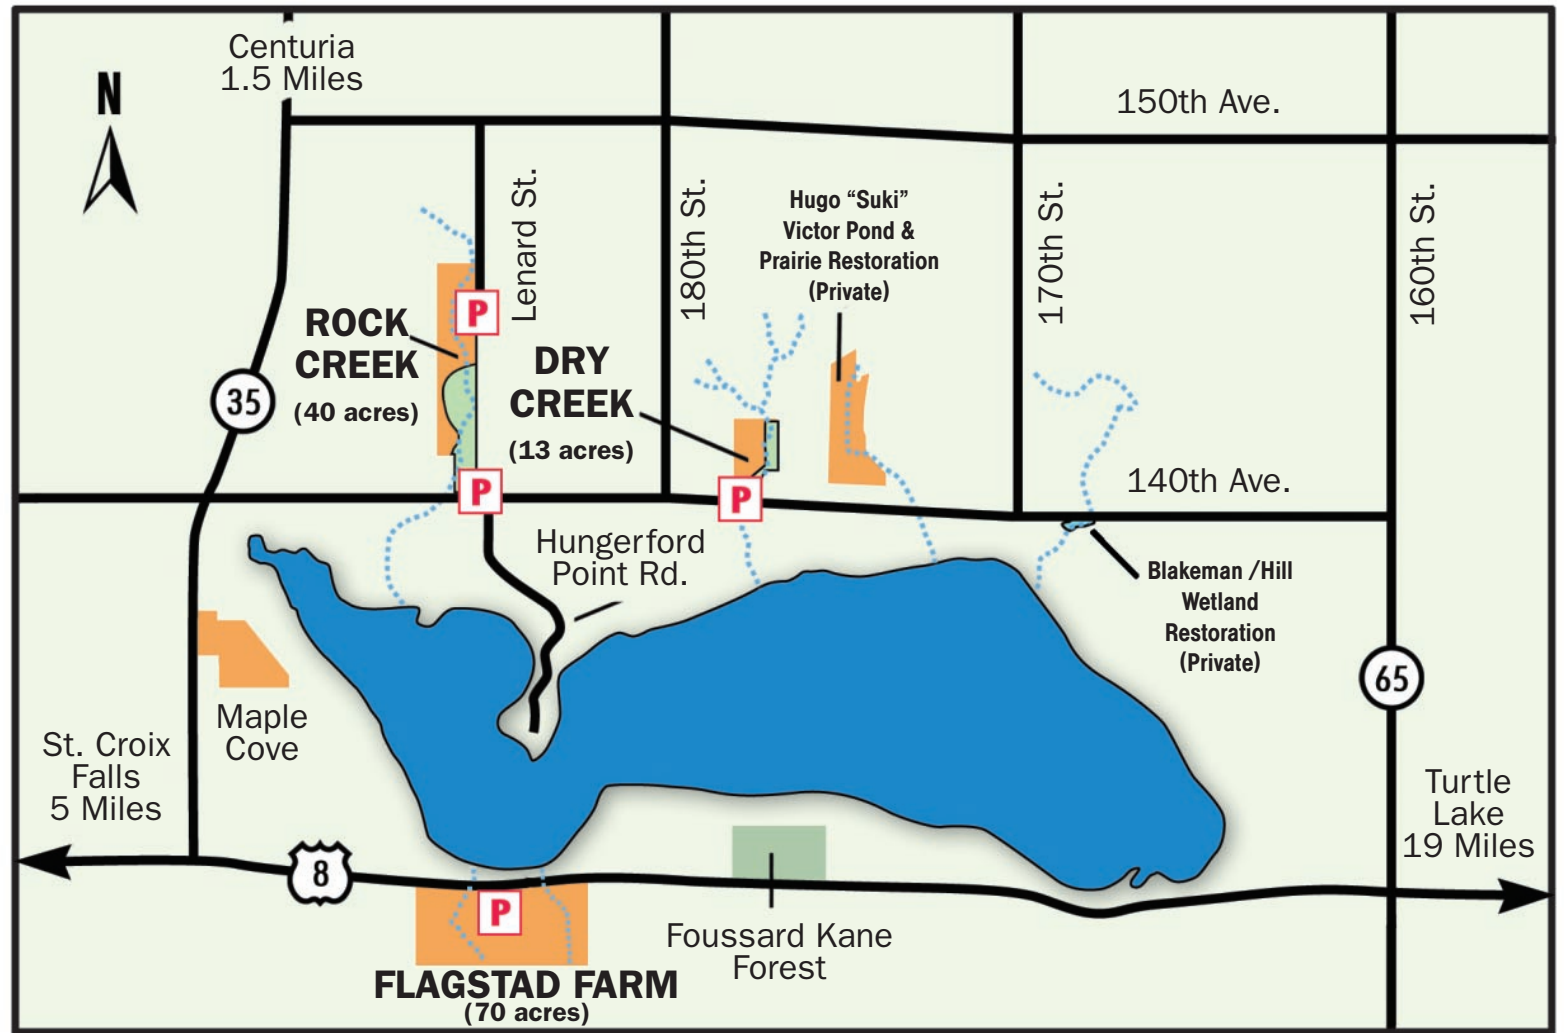 Centuria
1.5 Miles
N
150th Ave.
Lenard St.
180th St.
Hugo “Suki”
Victor Pond &
Prairie Restoration
(Private)
170th St.
160th St.
ROCK
CREEK
(40 acres)
P
DRY
CREEK
(13 acres)
35
P
P
140th Ave.
Hungerford
Point Rd.
Blakeman /Hill
Wetland
Restoration
(Private)
65
Maple
Cove
St. Croix
Falls
5 Miles
Turtle
Lake
19 Miles
8
P
Foussard Kane
Forest
FLAGSTAD FARM
(70 acres)